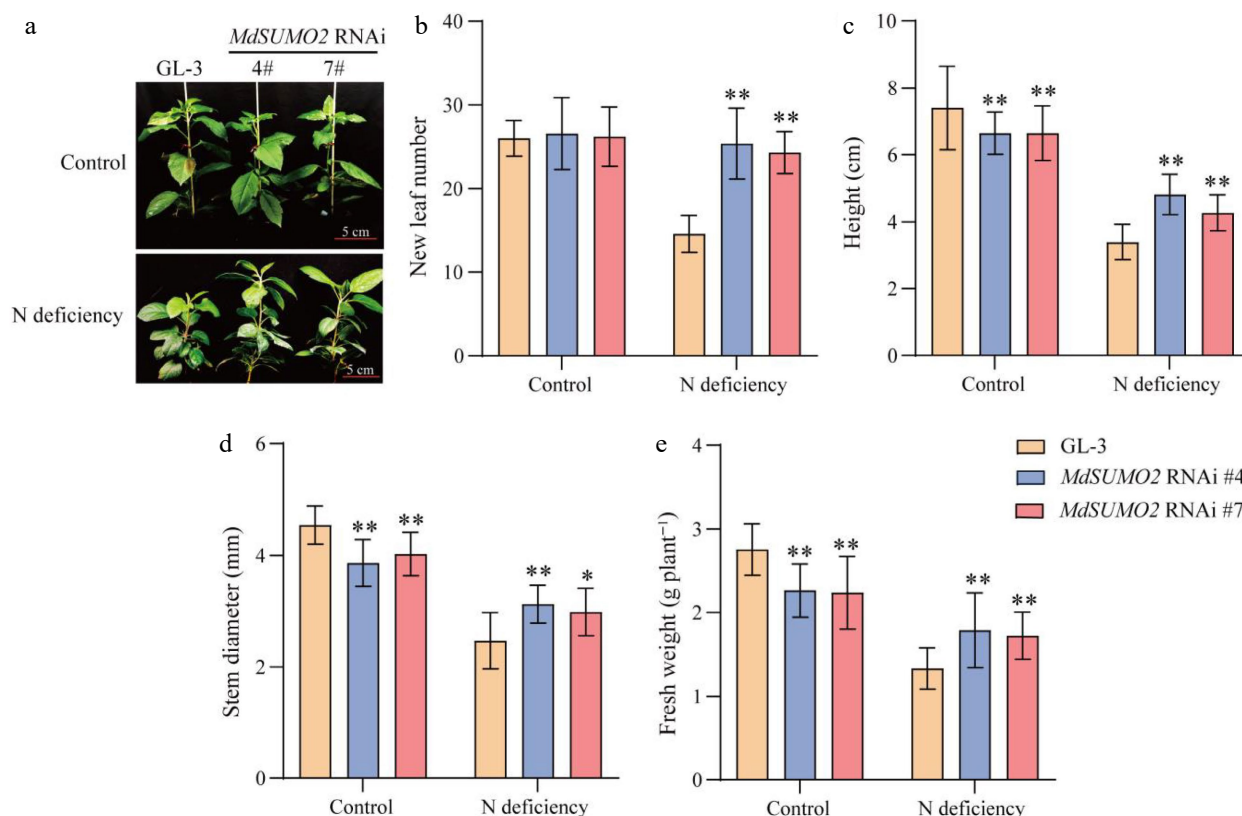 a
MdSUMO2 RNAi
GL-3 4# 7#
Control
5 cm
N deficiency
5 cm
b
New leaf number
40
30
20
10
0
Control N deficiency
**
**
c
Height (cm)
10
8
6
4
2
0
Control N deficiency
**
**
**
**
d
Stem diameter (mm)
6
4
2
0
Control N deficiency
**
**
**
*
e
Fresh weight (g plant⁻¹)
4
3
2
1
0
Control N deficiency
**
**
**
**
GL-3
MdSUMO2 RNAi #4
MdSUMO2 RNAi #7